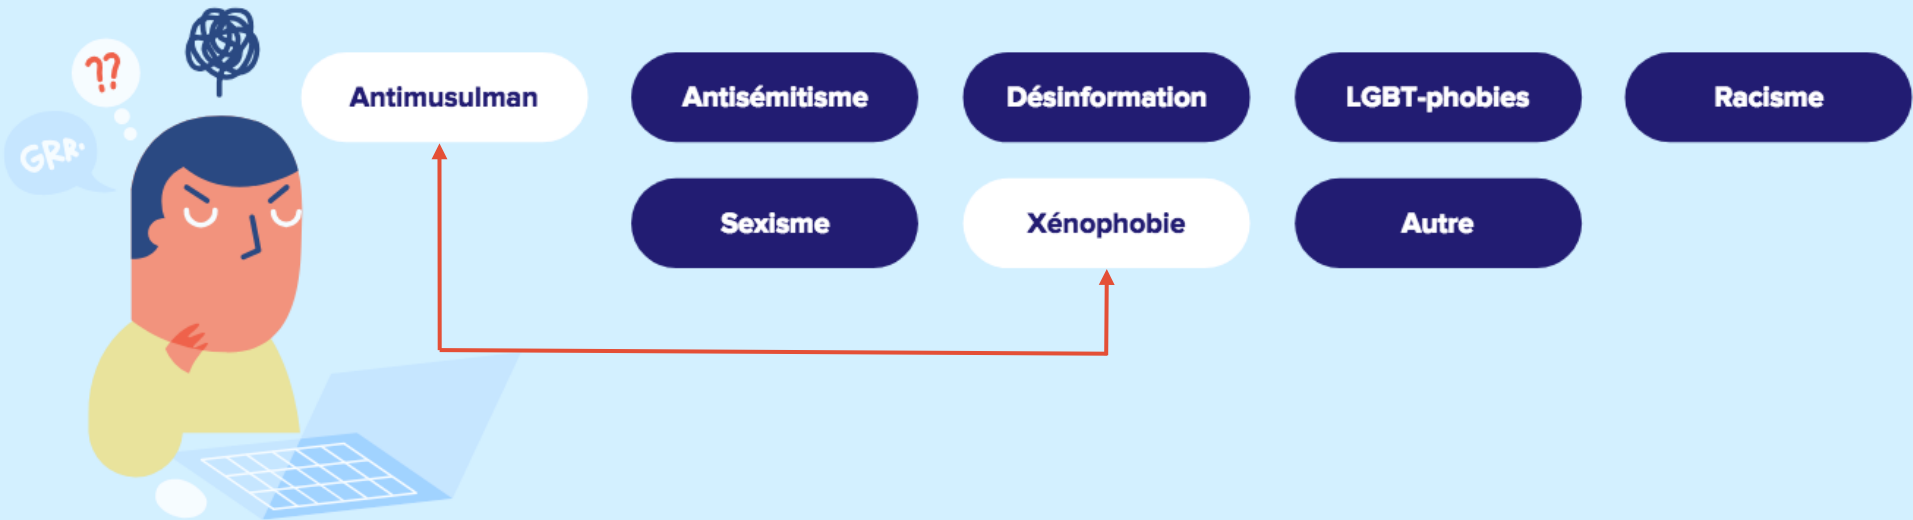 ⁇
GRR.
Antimusulman
Antisémitisme
Désinformation
LGBT-phobies
Racisme
Sexisme
Xénophobie
Autre